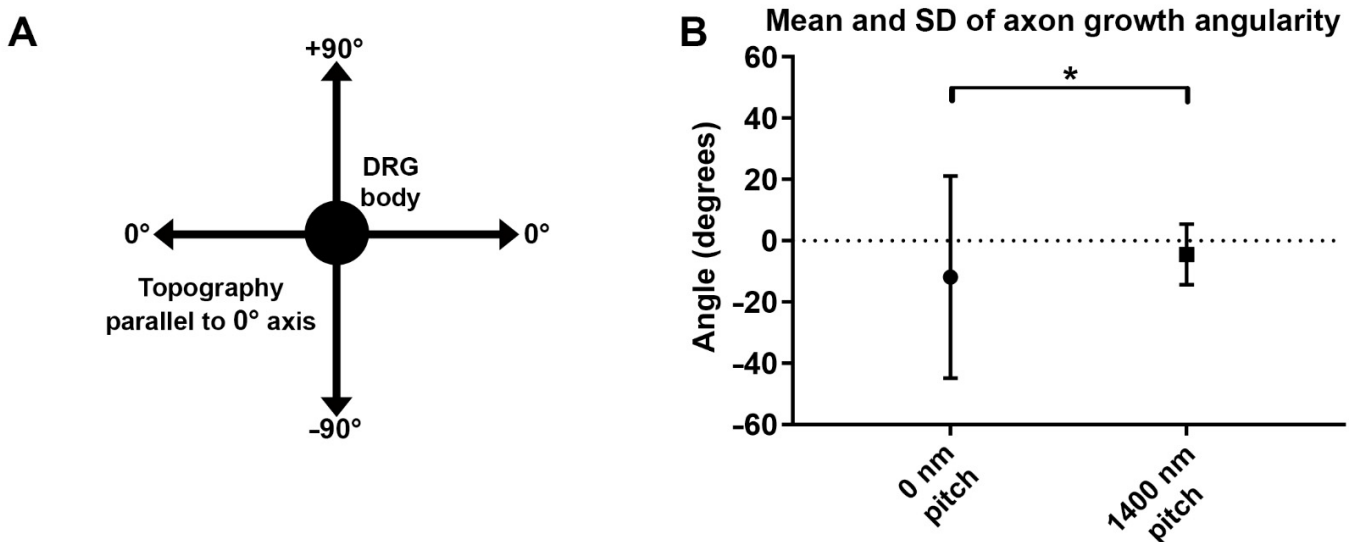 A
+90°
DRG
body
0°
0°
Topography
parallel to 0° axis
–90°
B
Mean and SD of axon growth angularity
*
Angle (degrees)
60
40
20
0
–20
–40
–60
0 nm
pitch
1400 nm
pitch